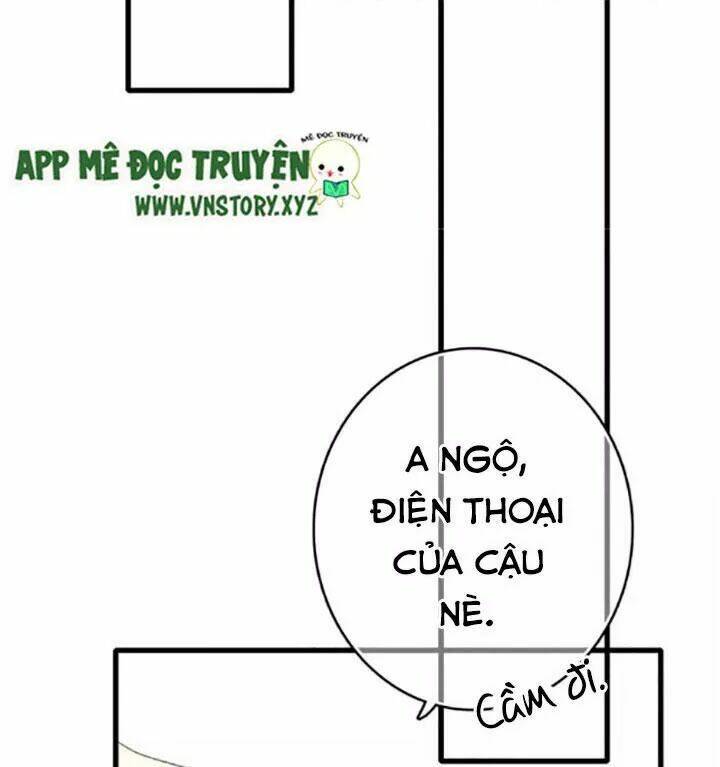 MÊ ĐỌC TRUYỆN
APP MÊ ĐỌC TRUYỆN
WWW.VNSTORY.XYZ
A NGỘ,
ĐIỆN THOẠI
CỦA CẬU
NÈ.
Cầm đi.